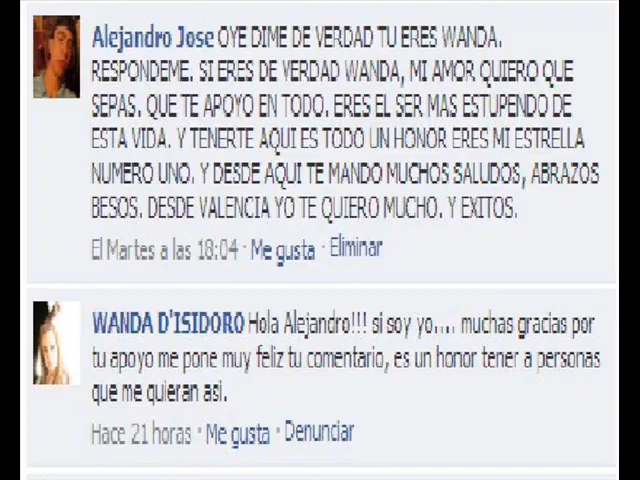 Alejandro Jose OYE DIME DE VERDAD TU ERES WANDA.
RESPONDEME. SI ERES DE VERDAD WANDA, MI AMOR QUIERO QUE
SEPAS. QUE TE APOYO EN TODO. ERES EL SER MAS ESTUPENDO DE
ESTA VIDA. Y TENERTE AQUI ES TODO UN HONOR ERES MI ESTRELLA
NUMERO UNO. Y DESDE AQUI TE MANDO MUCHOS SALUDOS, ABRAZOS
BESOS. DESDE VALENCIA YO TE QUIERO MUCHO. Y EXITOS.
El Martes a las 18:04 · Me gusta · Eliminar
WANDA D'ISIDORO Hola Alejandro!!! si soy yo.... muchas gracias por
tu apoyo me pone muy feliz tu comentario, es un honor tener a personas
que me quieran asi.
Hace 21 horas · Me gusta · Denunciar